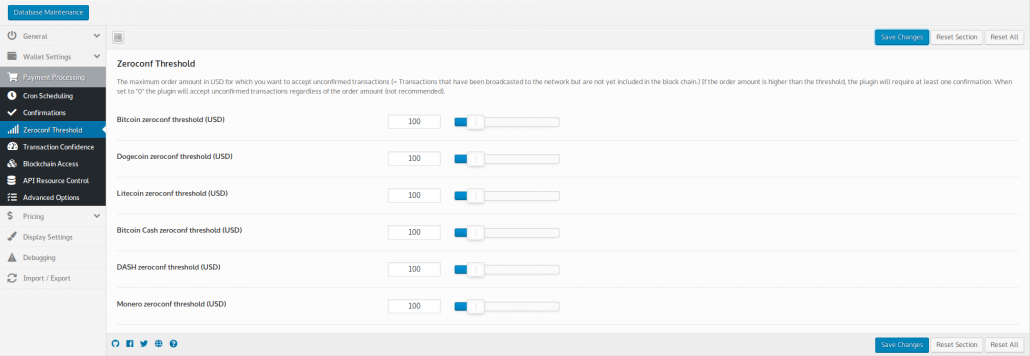 Database Maintenance
General
Wallet Settings
Payment Processing
Cron Scheduling
Confirmations
Zeroconf Threshold
Transaction Confidence
Blockchain Access
API Resource Control
Advanced Options
Pricing
Display Settings
Debugging
Import / Export
Save Changes
Reset Section
Reset All
Zeroconf Threshold
The maximum order amount in USD for which you want to accept unconfirmed transactions (= Transactions that have been broadcasted to the network but are not yet included in the block chain.) If the order amount is higher than the threshold, the plugin will require at least one confirmation. When
set to "0" the plugin will accept unconfirmed transactions regardless of the order amount (not recommended).
Bitcoin zeroconf threshold (USD)
100
Dogecoin zeroconf threshold (USD)
100
Litecoin zeroconf threshold (USD)
100
Bitcoin Cash zeroconf threshold (USD)
100
DASH zeroconf threshold (USD)
100
Monero zeroconf threshold (USD)
100
Save Changes
Reset Section
Reset All